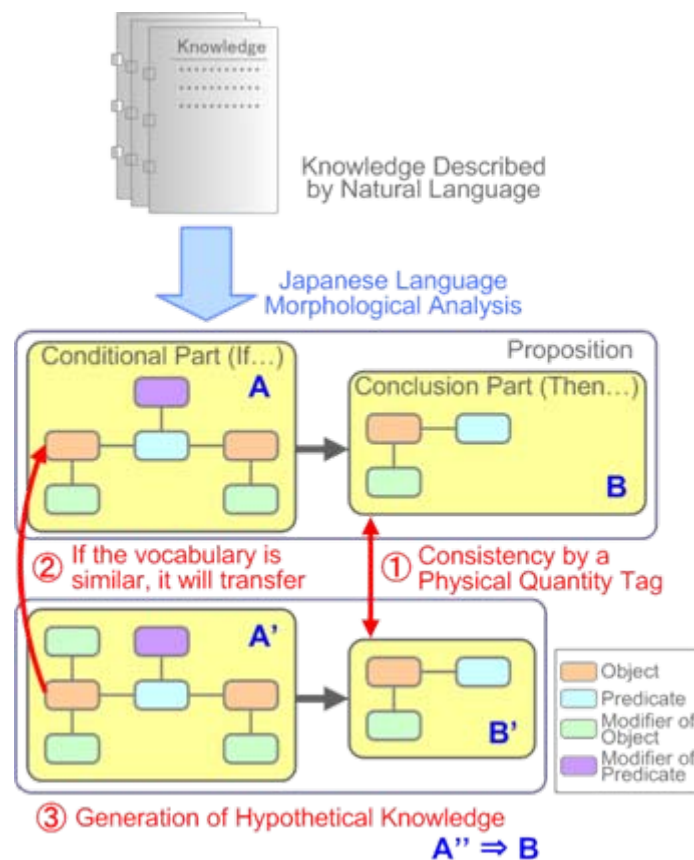 Knowledge
Knowledge Described
by Natural Language
Japanese Language
Morphological Analysis
Conditional Part (If...)
A
Proposition
Conclusion Part (Then...)
B
② If the vocabulary is
similar, it will transfer
① Consistency by a
Physical Quantity Tag
A'
B'
Object
Predicate
Modifier of
Object
Modifier of
Predicate
③ Generation of Hypothetical Knowledge
A'' ⇒ B